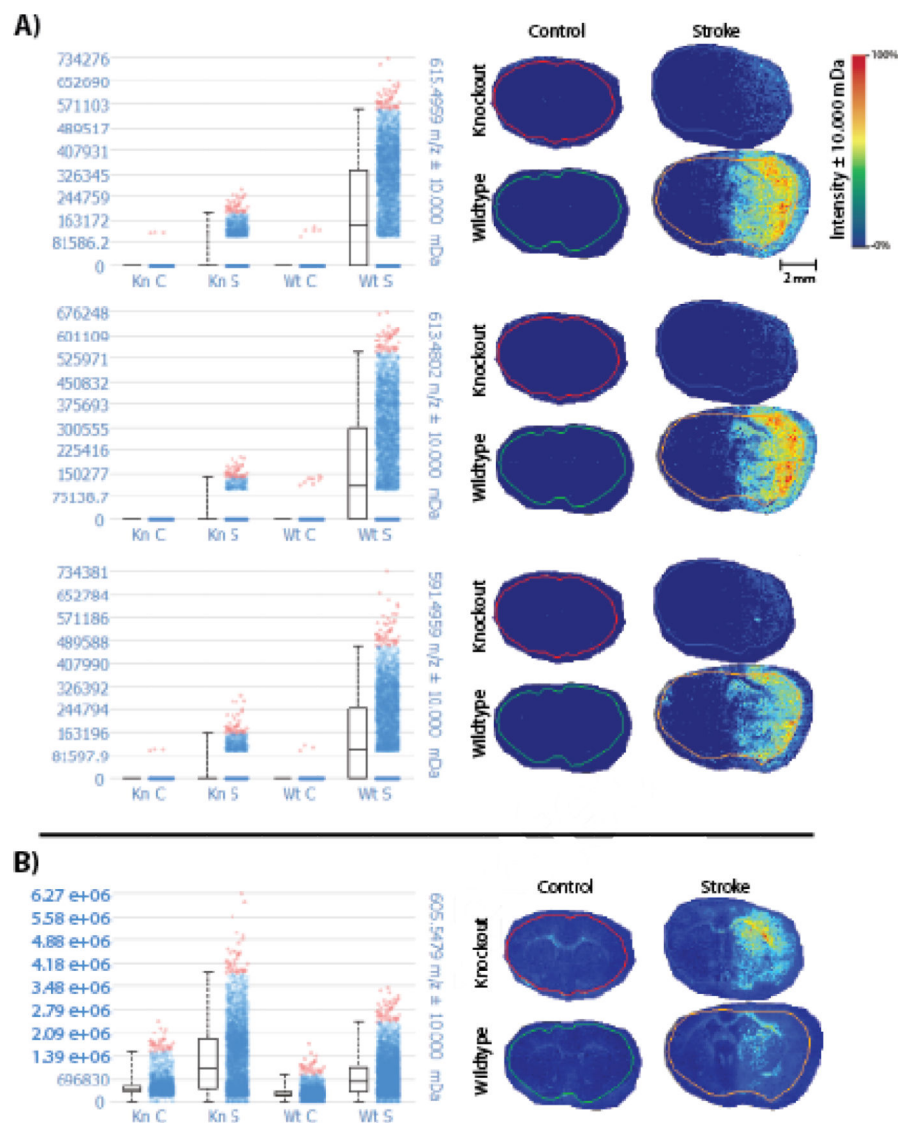 A)
Control
Stroke
734276
652690
571103
489517
407931
326345
244759
163172
81586.2
0
Kn C
Kn S
Wt C
Wt S
615.4959 m/z ± 10.000 mDa
Knockout
Wildtype
100%
Intensity ± 10.000 mDa
-0%
2 mm
676248
601109
525971
450832
375693
300555
225416
150277
75138.7
0
Kn C
Kn S
Wt C
Wt S
613.4802 m/z ± 10.000 mDa
Knockout
Wildtype
734381
652784
571186
489588
407990
326392
244794
163196
81597.9
0
Kn C
Kn S
Wt C
Wt S
591.4959 m/z ± 10.000 mDa
Knockout
Wildtype
B)
Control
Stroke
6.27 e+06
5.58 e+06
4.88 e+06
4.18 e+06
3.48 e+06
2.79 e+06
2.09 e+06
1.39 e+06
696830
0
Kn C
Kn S
Wt C
Wt S
605.5479 m/z ± 10.000 mDa
Knockout
Wildtype